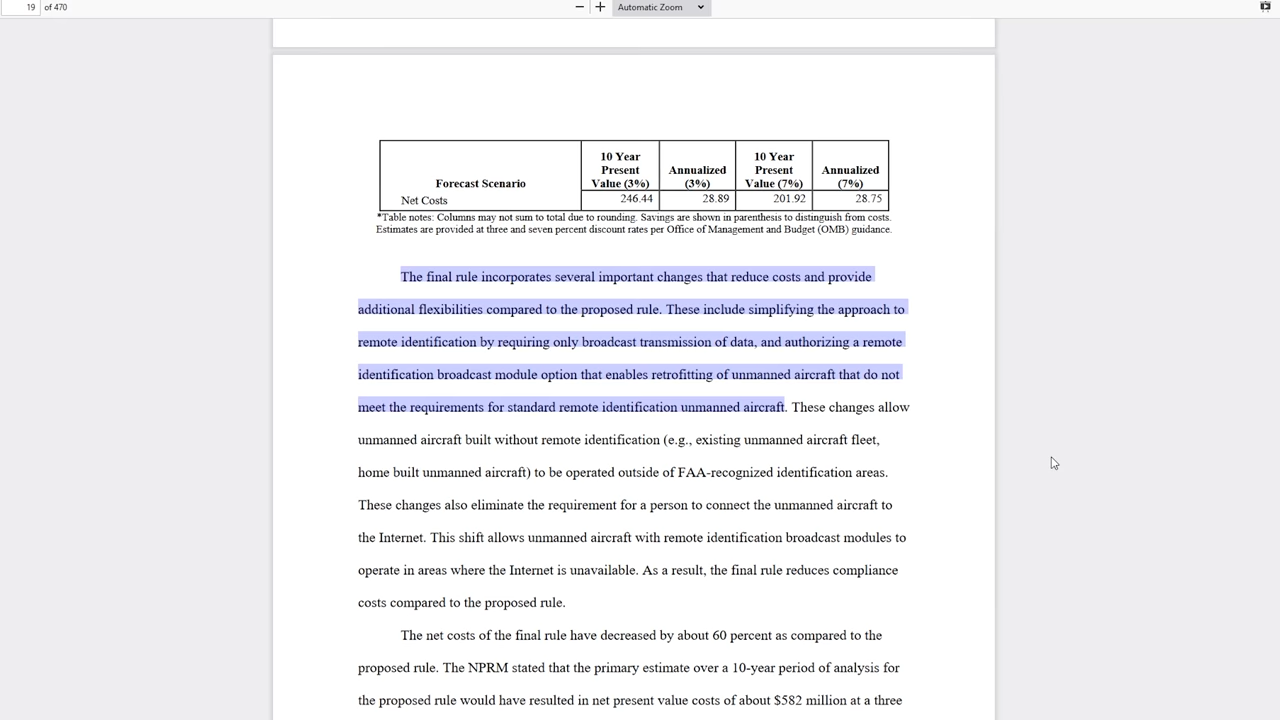 19 of 470
Automatic Zoom
Forecast Scenario
10 Year Present Value (3%)
Annualized (3%)
10 Year Present Value (7%)
Annualized (7%)
Net Costs 246.44 28.89 201.92 28.75
*Table notes: Columns may not sum to total due to rounding. Savings are shown in parenthesis to distinguish from costs.
Estimates are provided at three and seven percent discount rates per Office of Management and Budget (OMB) guidance.
The final rule incorporates several important changes that reduce costs and provide
additional flexibilities compared to the proposed rule. These include simplifying the approach to
remote identification by requiring only broadcast transmission of data, and authorizing a remote
identification broadcast module option that enables retrofitting of unmanned aircraft that do not
meet the requirements for standard remote identification unmanned aircraft. These changes allow
unmanned aircraft built without remote identification (e.g., existing unmanned aircraft fleet,
home built unmanned aircraft) to be operated outside of FAA-recognized identification areas.
These changes also eliminate the requirement for a person to connect the unmanned aircraft to
the Internet. This shift allows unmanned aircraft with remote identification broadcast modules to
operate in areas where the Internet is unavailable. As a result, the final rule reduces compliance
costs compared to the proposed rule.
The net costs of the final rule have decreased by about 60 percent as compared to the
proposed rule. The NPRM stated that the primary estimate over a 10-year period of analysis for
the proposed rule would have resulted in net present value costs of about $582 million at a three